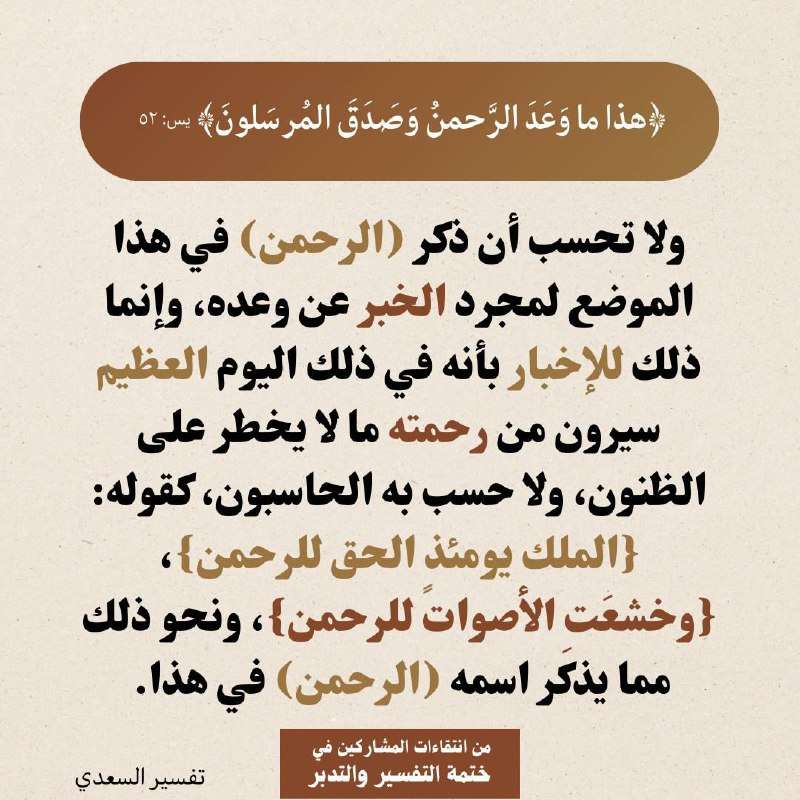 ﴿هذا ما وَعَدَ الرَّحمنُ وَصَدَقَ المُرسَلونَ﴾ يس: ٥٢
ولا تحسب أن ذكر (الرحمن) في هذا
الموضع لمجرد الخبر عن وعده، وإنما
ذلك للإخبار بأنه في ذلك اليوم العظيم
سيرون من رحمته ما لا يخطر على
الظنون، ولا حسب به الحاسبون، كقوله:
{الملك يومئذ الحق للرحمن}،
{وخشعَت الأصواتً للرحمن}، ونحو ذلك
مما يذكَر اسمه (الرحمن) في هذا.
من انتقاءات المشاركين في
ختمة التفسير والتدبر
تفسير السعدي